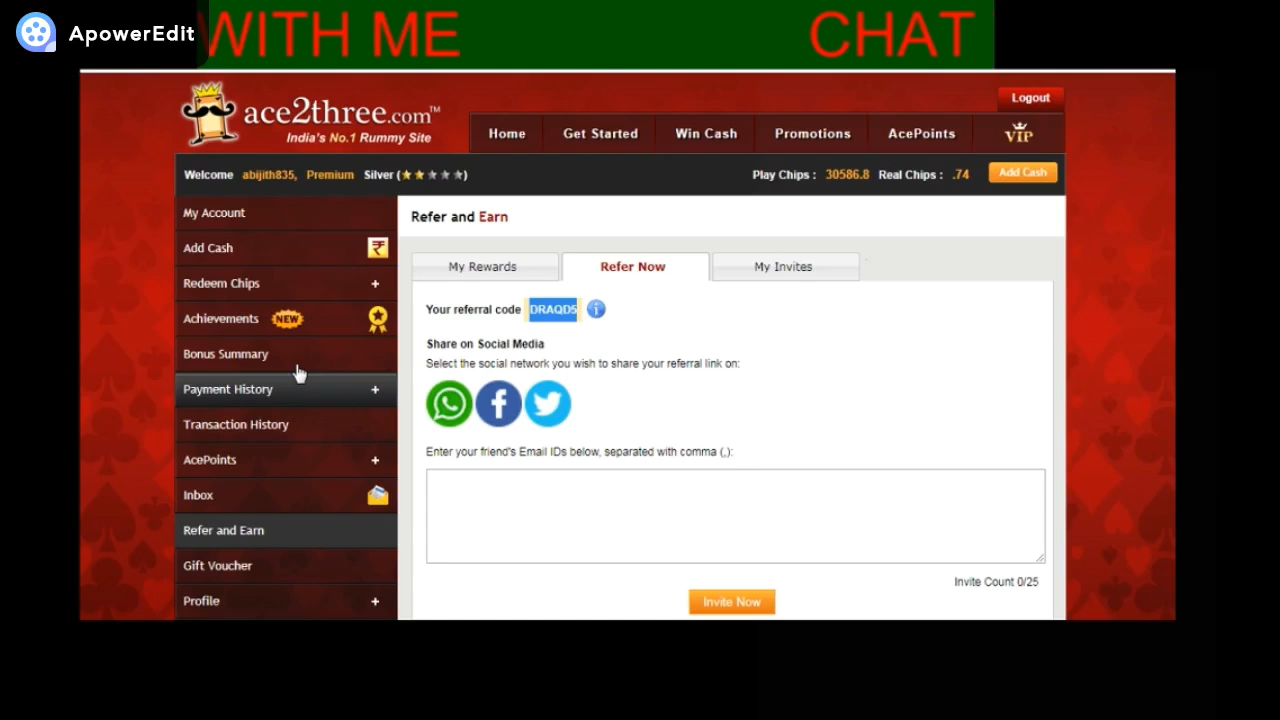 ApowerEdit
WITH ME CHAT
ace2three.com™
India's No.1 Rummy Site
Logout
Home Get Started Win Cash Promotions AcePoints VIP
Welcome abijith835, Premium Silver ( ) Play Chips : 30586.8 Real Chips : .74 Add Cash
My Account
Add Cash ₹
Redeem Chips +
Achievements NEW
Bonus Summary
Payment History +
Transaction History
AcePoints +
Inbox
Refer and Earn
Gift Voucher
Profile +
Refer and Earn
My Rewards Refer Now My Invites
Your referral code DRAQD5 i
Share on Social Media
Select the social network you wish to share your referral link on:
Enter your friend's Email IDs below, separated with comma (,):
Invite Count 0/25
Invite Now